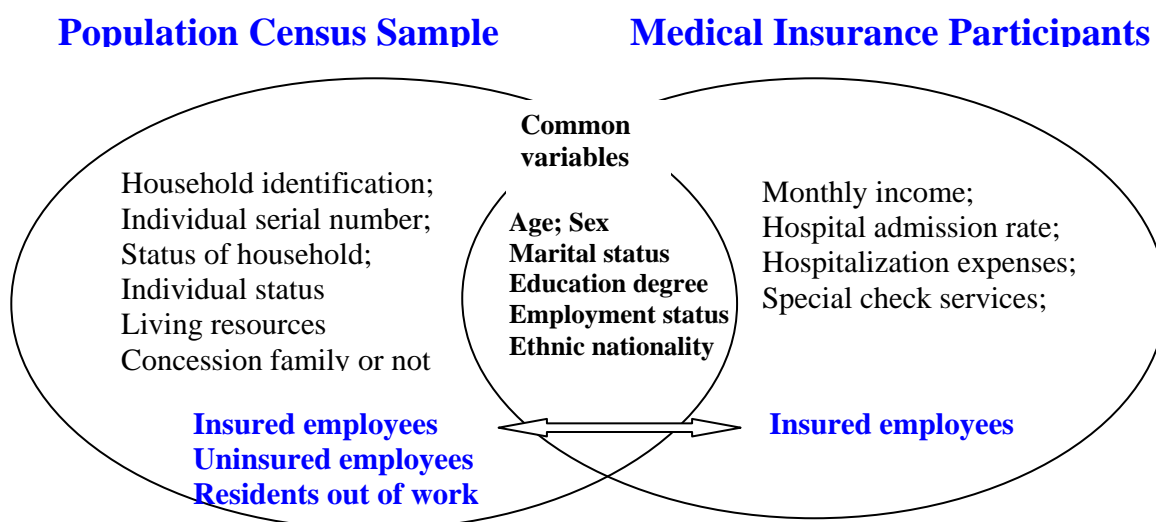 Population Census Sample
Medical Insurance Participants
Common
variables
Household identification;
Individual serial number;
Status of household;
Individual status
Living resources
Concession family or not
Age; Sex
Marital status
Education degree
Employment status
Ethnic nationality
Monthly income;
Hospital admission rate;
Hospitalization expenses;
Special check services;
Insured employees
Uninsured employees
Residents out of work
Insured employees